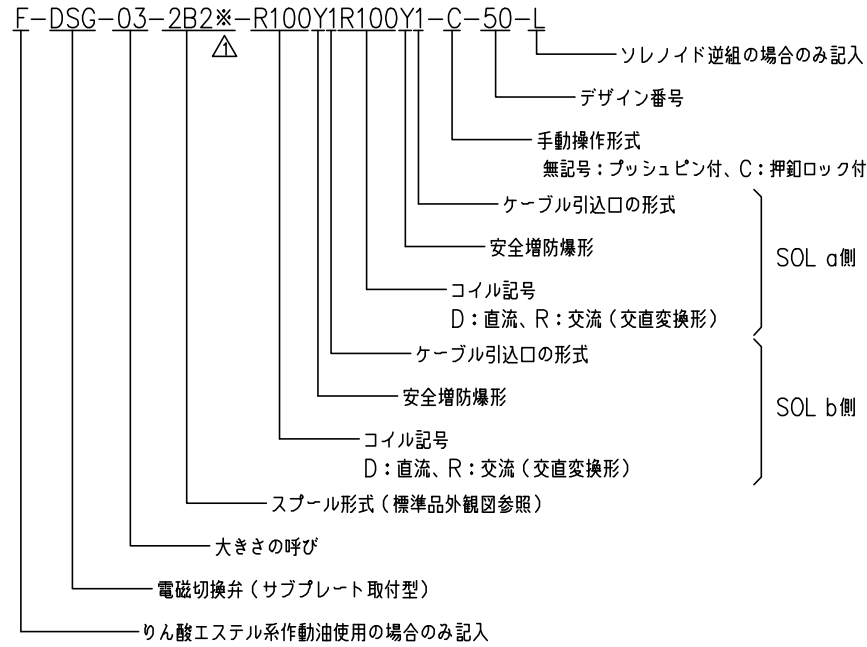 F-DSG-03-2B2※-R100Y1R100Y1-C-50-L
1
ソレノイド逆組の場合のみ記入
デザイン番号
手動操作形式
無記号：プッシュピン付、C：押釦ロック付
ケーブル引込口の形式
安全増防爆形
SOL a側
コイル記号
D：直流、R：交流（交直変換形）
ケーブル引込口の形式
安全増防爆形
SOL b側
コイル記号
D：直流、R：交流（交直変換形）
スプール形式（標準品外観図参照）
大きさの呼び
電磁切換弁（サブプレート取付型）
りん酸エステル系作動油使用の場合のみ記入